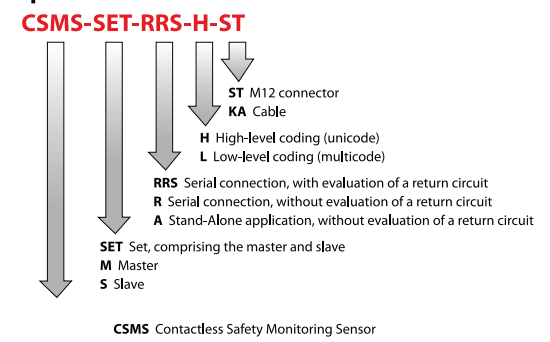 CSMS-SET-RRS-H-ST
ST M12 connector
KA Cable
H High-level coding (unicode)
L Low-level coding (multicode)
RRS Serial connection, with evaluation of a return circuit
R Serial connection, without evaluation of a return circuit
A Stand-Alone application, without evaluation of a return circuit
SET Set, comprising the master and slave
M Master
S Slave
CSMS Contactless Safety Monitoring Sensor